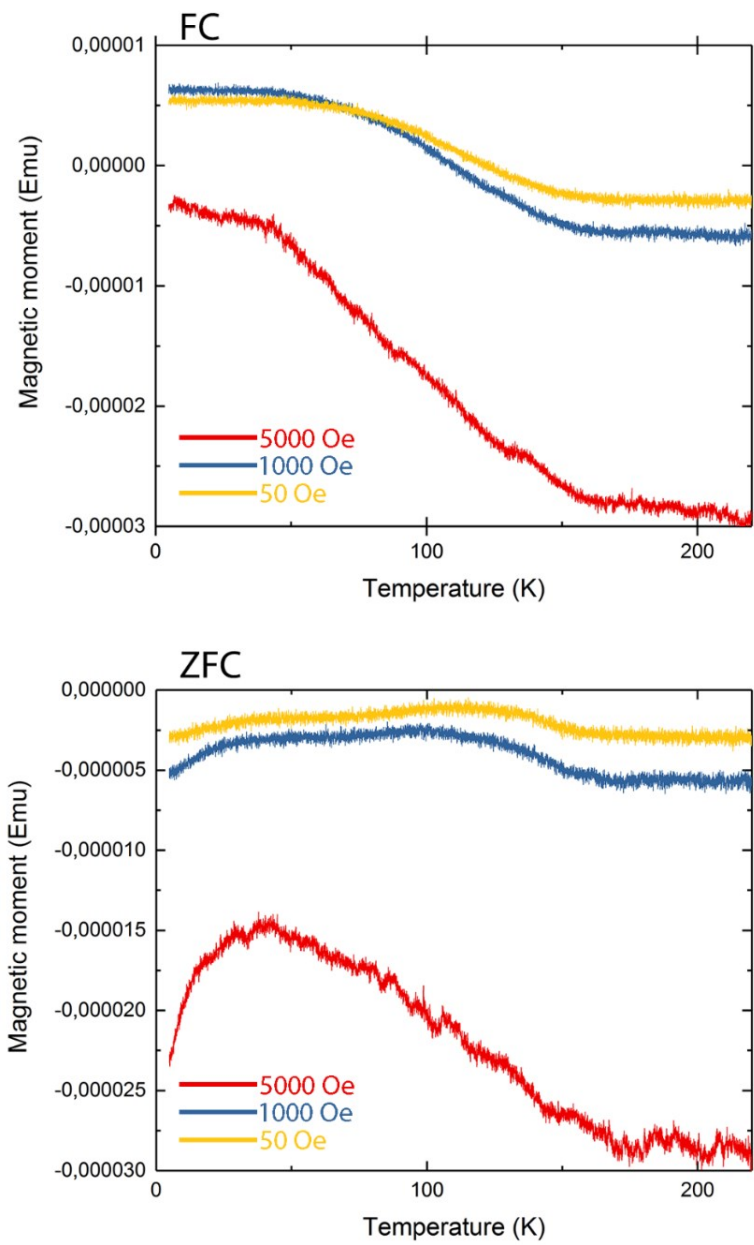 FC
0,00001
0,00000
-0,00001
-0,00002
-0,00003
Magnetic moment (Emu)
5000 Oe
1000 Oe
50 Oe
0
100
200
Temperature (K)
ZFC
0,000000
-0,000005
-0,000010
-0,000015
-0,000020
-0,000025
-0,000030
Magnetic moment (Emu)
5000 Oe
1000 Oe
50 Oe
0
100
200
Temperature (K)